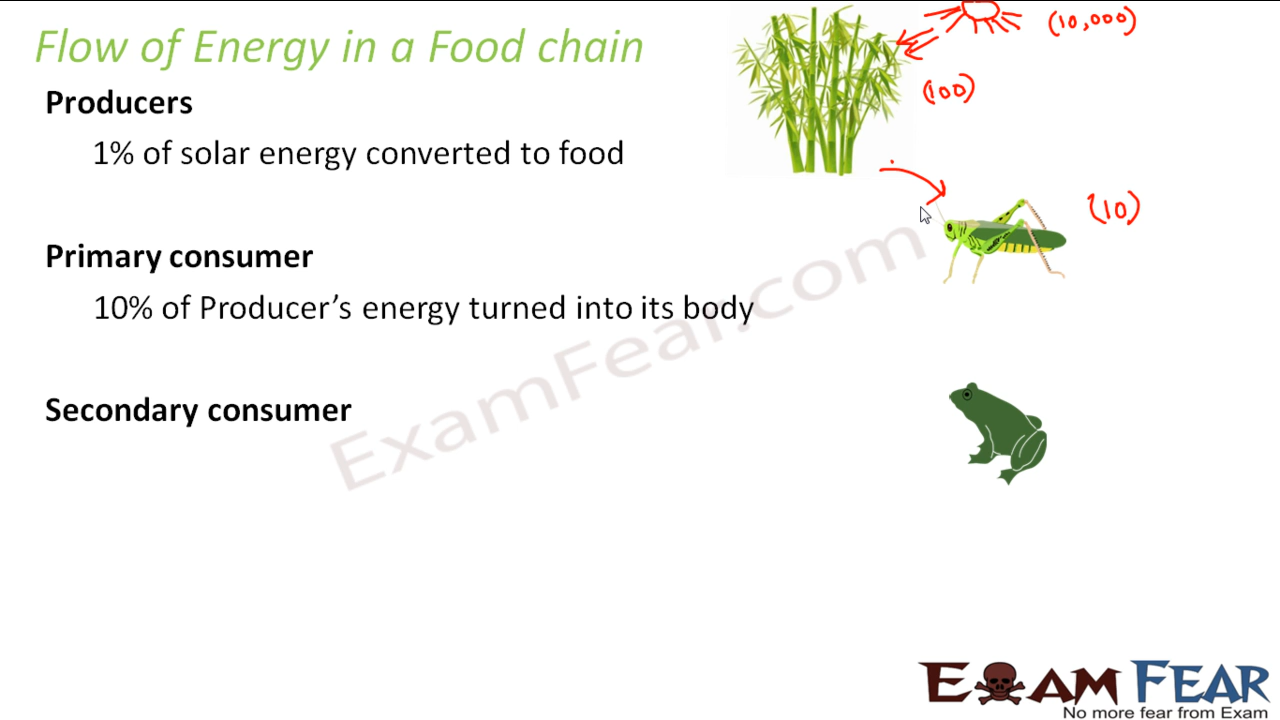 Flow of Energy in a Food chain
(10,000)
Producers
(100)
1% of solar energy converted to food
(10)
Primary consumer
10% of Producer’s energy turned into its body
Secondary consumer
ExamFear.com
EXAM FEAR
No more fear from Exam